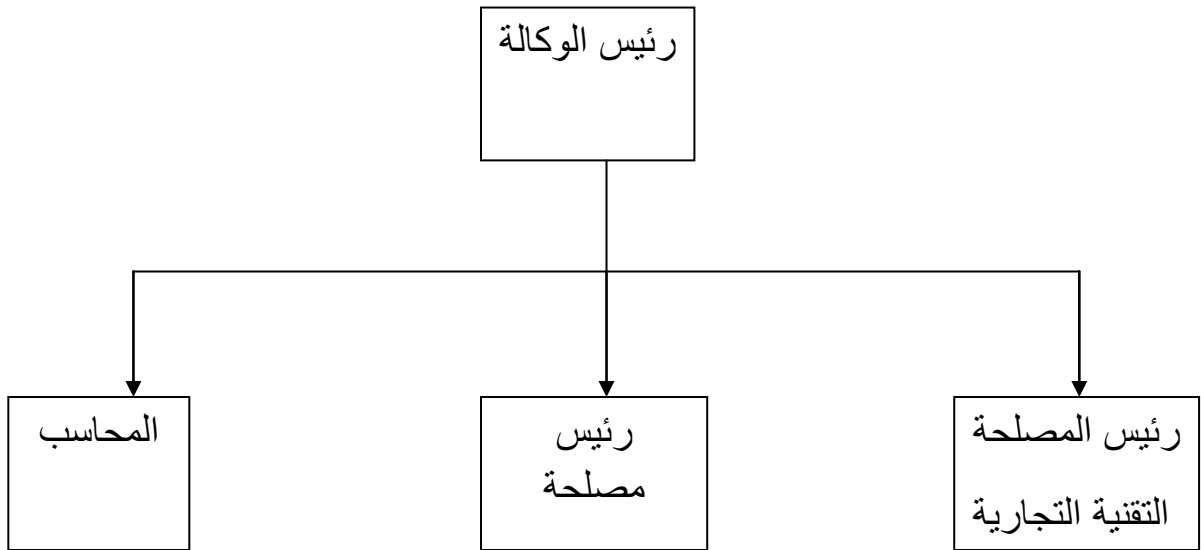 رئيس الوكالة
رئيس المصلحة
التقنية التجارية
رئيس
مصلحة
المحاسب